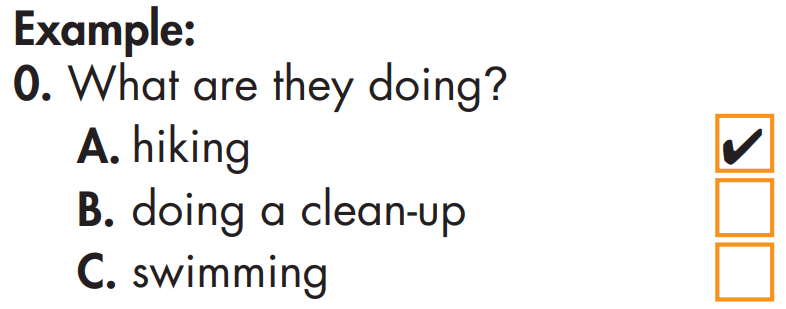 Example:
0. What are they doing?
A. hiking ✔
B. doing a clean-up
C. swimming